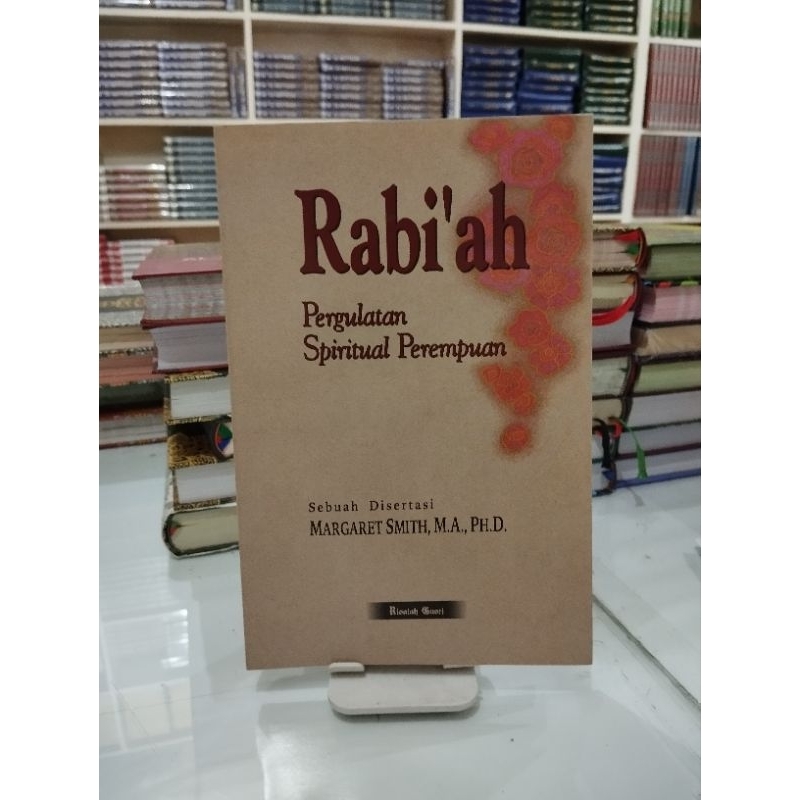 Rabi'ah
Pergulatan
Spiritual Perempuan
Sebuah Disertasi
MARGARET SMITH, M.A., PH.D.
Risalah Gusti